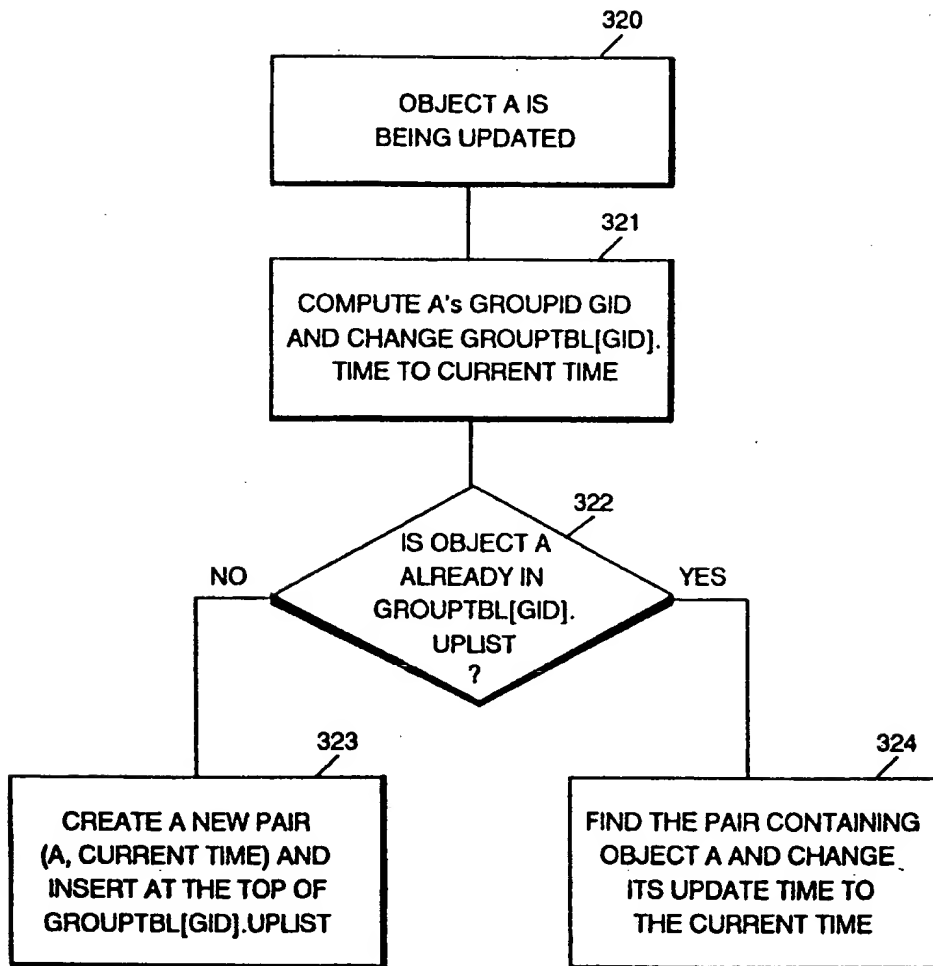 320
OBJECT A IS
BEING UPDATED
321
COMPUTE A's GROUPID GID
AND CHANGE GROUPTBL[GID].
TIME TO CURRENT TIME
322
IS OBJECT A
ALREADY IN
GROUPTBL[GID].
UPLIST
?
NO
YES
323
CREATE A NEW PAIR
(A, CURRENT TIME) AND
INSERT AT THE TOP OF
GROUPTBL[GID].UPLIST
324
FIND THE PAIR CONTAINING
OBJECT A AND CHANGE
ITS UPDATE TIME TO
THE CURRENT TIME